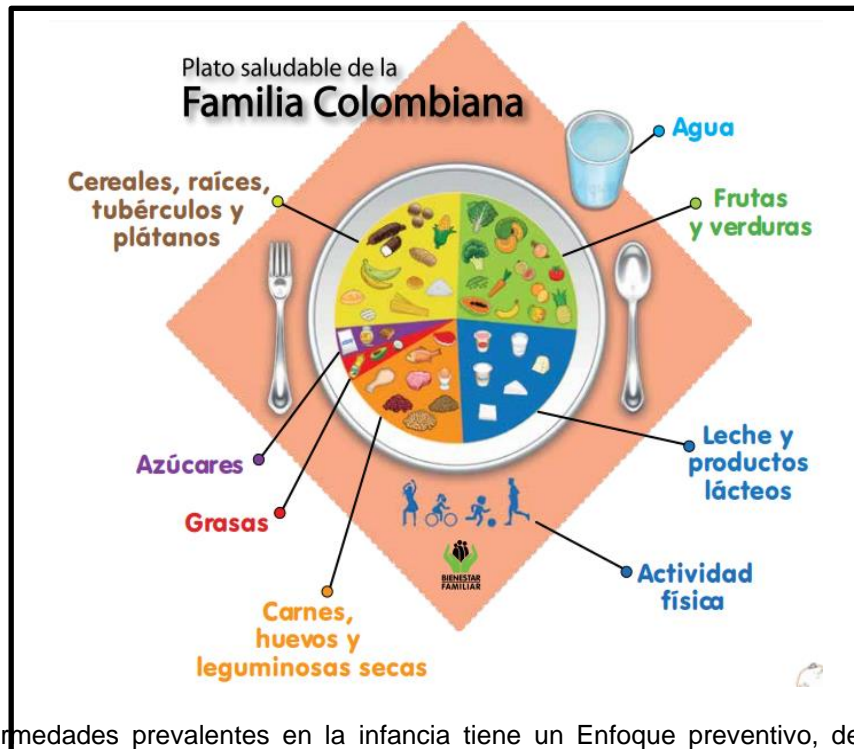 Plato saludable de la
Familia Colombiana
Agua
Cereales, raíces,
tubérculos y
plátanos
Frutas
y verduras
Azúcares
Leche y
productos
lácteos
Grasas
BIENESTAR
FAMILIAR
Actividad
física
Carnes,
huevos y
leguminosas secas
rmedades prevalentes en la infancia tiene un Enfoque preventivo, de